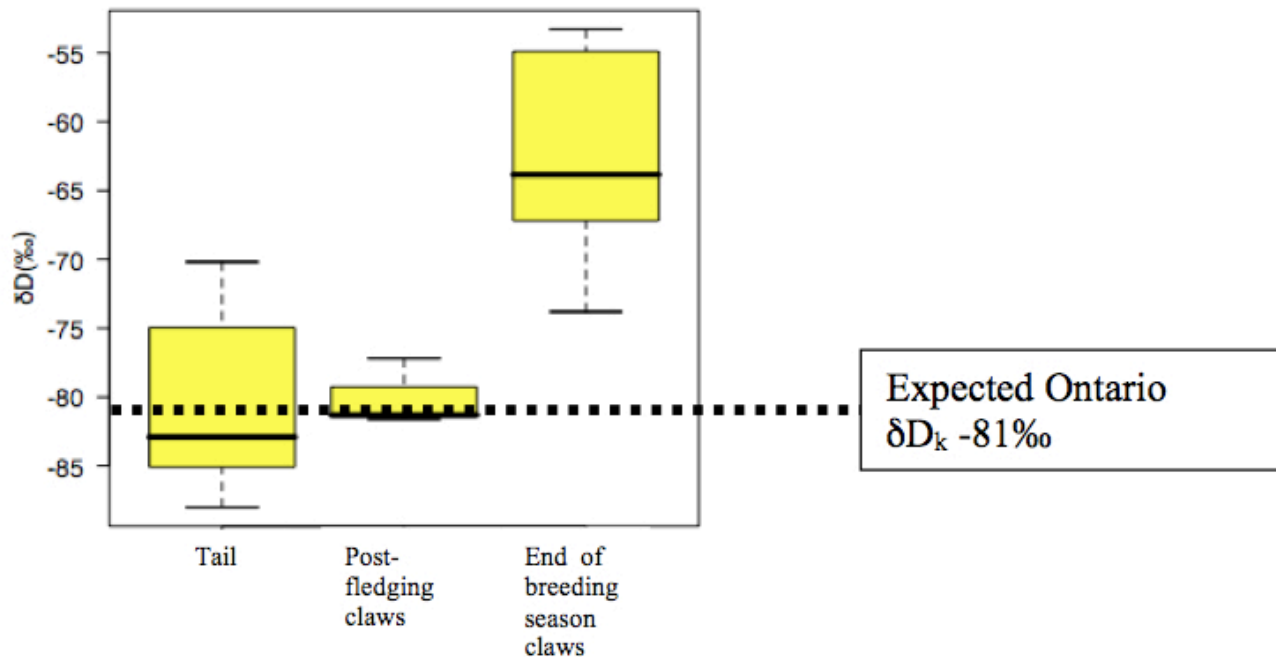 -55
-60
-65
-70
-75
-80
-85
δD(‰)
Tail
Post-
fledging
claws
End of
breeding
season
claws
Expected Ontario
δDk -81‰